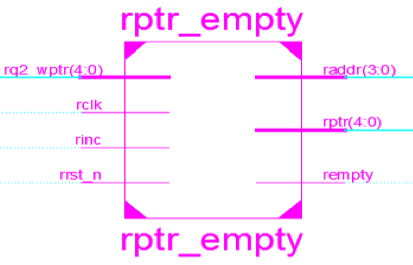 rptr_empty
rq2_wptr(4:0)
raddr(3:0)
rclk
rptr(4:0)
rinc
rrst_n
rempty
rptr_empty